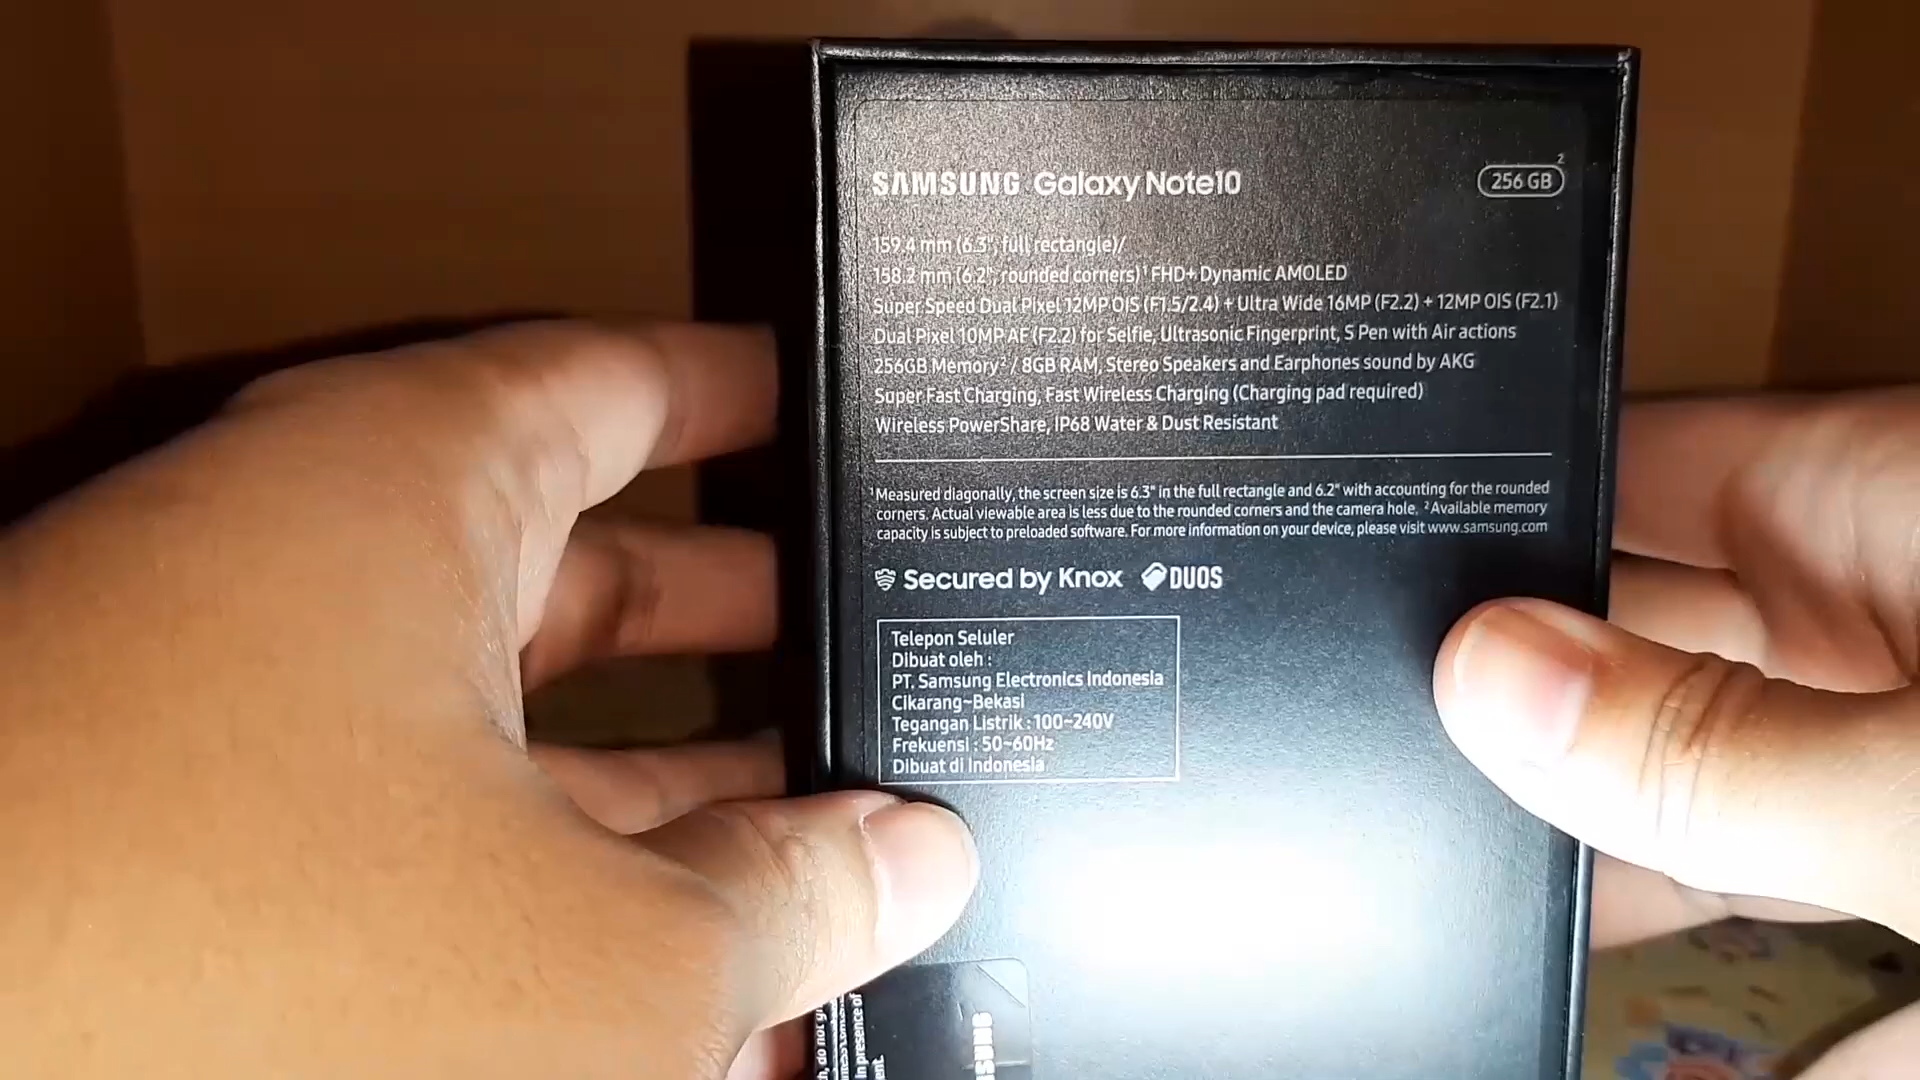 SAMSUNG Galaxy Note10
256 GB²
159.4 mm (6.3", full rectangle)/
158.2 mm (6.2", rounded corners)¹ FHD+ Dynamic AMOLED
Super Speed Dual Pixel 12MP OIS (F1.5/2.4) + Ultra Wide 16MP (F2.2) + 12MP OIS (F2.1)
Dual Pixel 10MP AF (F2.2) for Selfie, Ultrasonic Fingerprint, S Pen with Air actions
256GB Memory² / 8GB RAM, Stereo Speakers and Earphones sound by AKG
Super Fast Charging, Fast Wireless Charging (Charging pad required)
Wireless PowerShare, IP68 Water & Dust Resistant
¹Measured diagonally, the screen size is 6.3" in the full rectangle and 6.2" with accounting for the rounded
corners. Actual viewable area is less due to the rounded corners and the camera hole. ²Available memory
capacity is subject to preloaded software. For more information on your device, please visit www.samsung.com
Secured by Knox DUOS
Telepon Seluler
Dibuat oleh :
PT. Samsung Electronics Indonesia
Cikarang~Bekasi
Tegangan Listrik : 100~240V
Frekuensi : 50~60Hz
Dibuat di Indonesia
In presence of